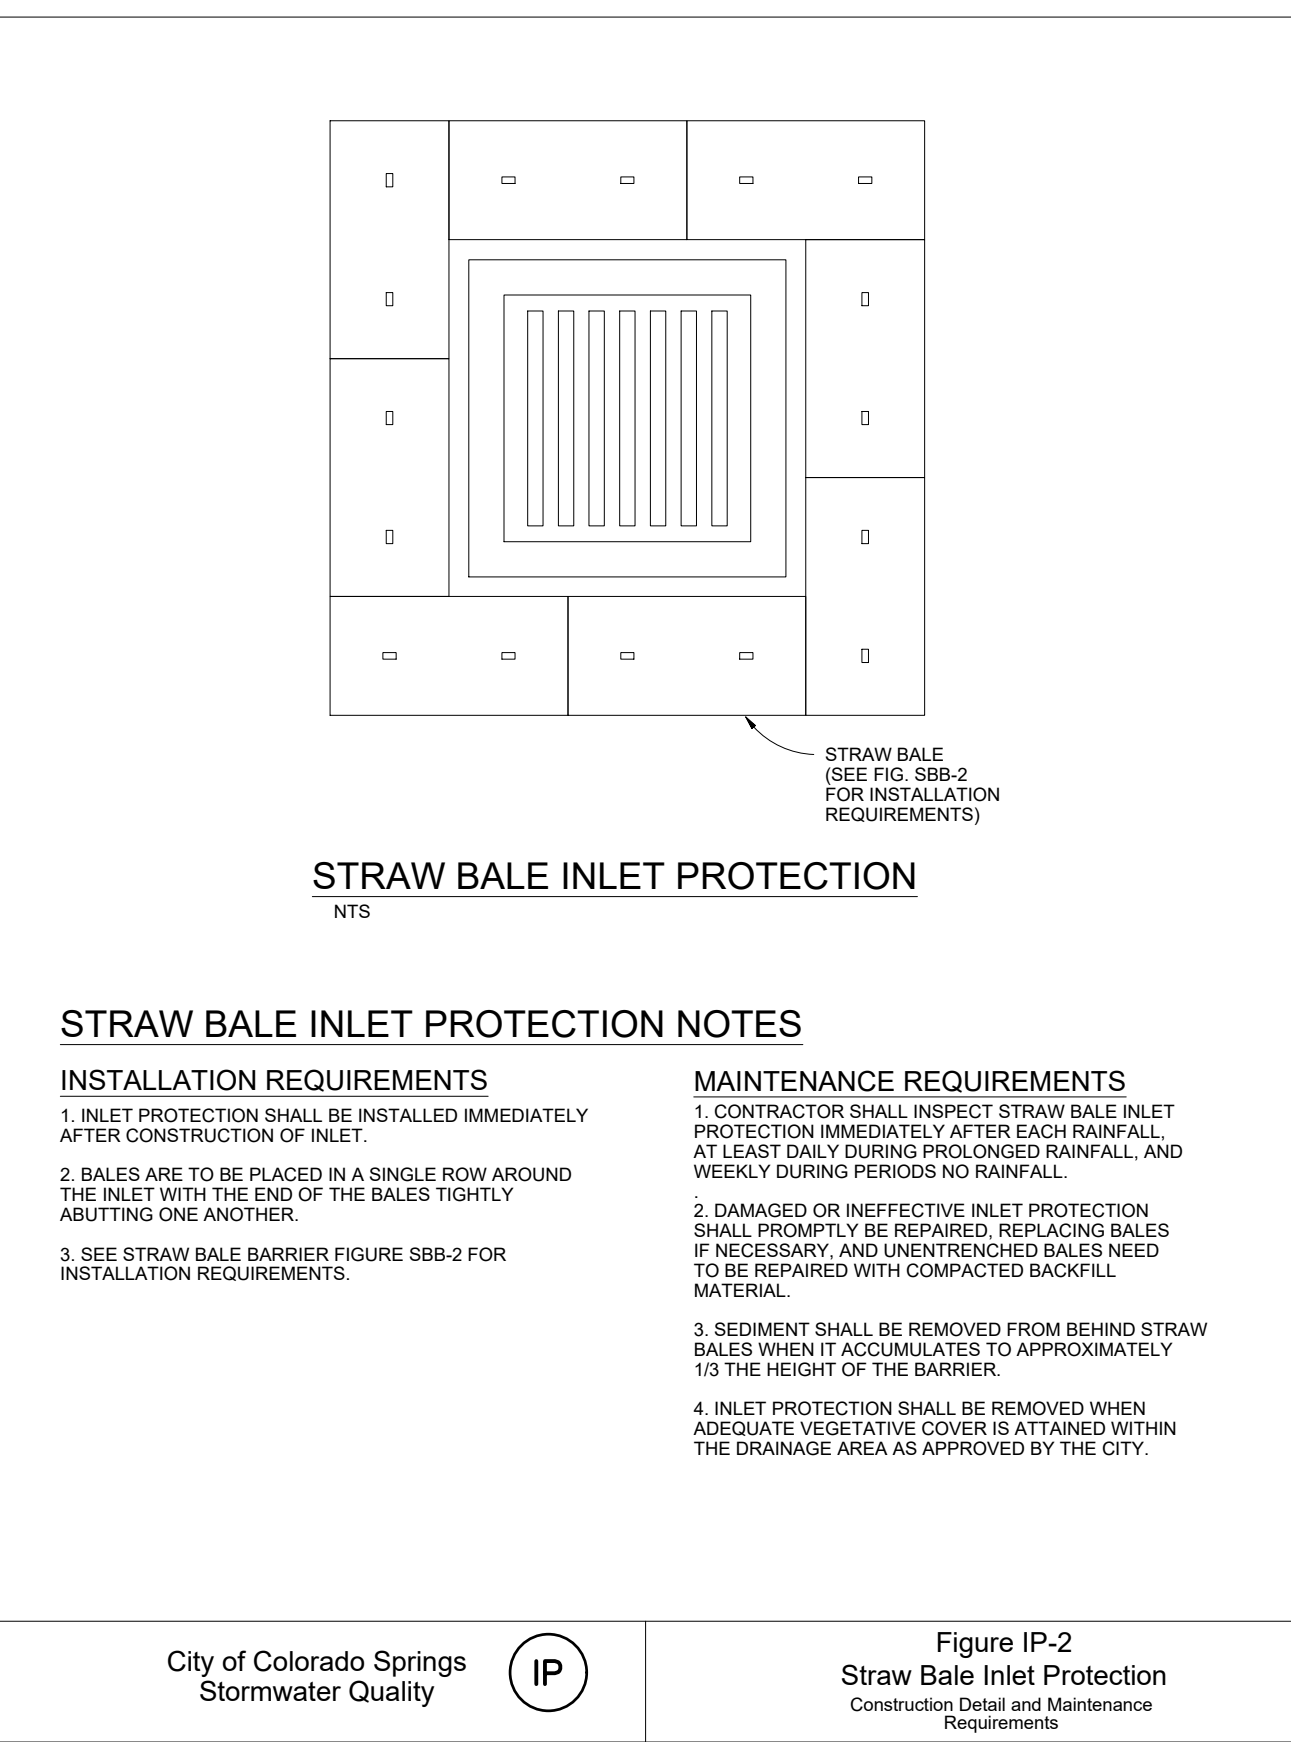 STRAW BALE
(SEE FIG. SBB-2
FOR INSTALLATION
REQUIREMENTS)
STRAW BALE INLET PROTECTION
NTS
STRAW BALE INLET PROTECTION NOTES
INSTALLATION REQUIREMENTS
1. INLET PROTECTION SHALL BE INSTALLED IMMEDIATELY
AFTER CONSTRUCTION OF INLET.
2. BALES ARE TO BE PLACED IN A SINGLE ROW AROUND
THE INLET WITH THE END OF THE BALES TIGHTLY
ABUTTING ONE ANOTHER.
3. SEE STRAW BALE BARRIER FIGURE SBB-2 FOR
INSTALLATION REQUIREMENTS.
MAINTENANCE REQUIREMENTS
1. CONTRACTOR SHALL INSPECT STRAW BALE INLET
PROTECTION IMMEDIATELY AFTER EACH RAINFALL,
AT LEAST DAILY DURING PROLONGED RAINFALL, AND
WEEKLY DURING PERIODS NO RAINFALL.
.
2. DAMAGED OR INEFFECTIVE INLET PROTECTION
SHALL PROMPTLY BE REPAIRED, REPLACING BALES
IF NECESSARY, AND UNENTRENCHED BALES NEED
TO BE REPAIRED WITH COMPACTED BACKFILL
MATERIAL.
3. SEDIMENT SHALL BE REMOVED FROM BEHIND STRAW
BALES WHEN IT ACCUMULATES TO APPROXIMATELY
1/3 THE HEIGHT OF THE BARRIER.
4. INLET PROTECTION SHALL BE REMOVED WHEN
ADEQUATE VEGETATIVE COVER IS ATTAINED WITHIN
THE DRAINAGE AREA AS APPROVED BY THE CITY.
City of Colorado Springs
Stormwater Quality
IP
Figure IP-2
Straw Bale Inlet Protection
Construction Detail and Maintenance
Requirements